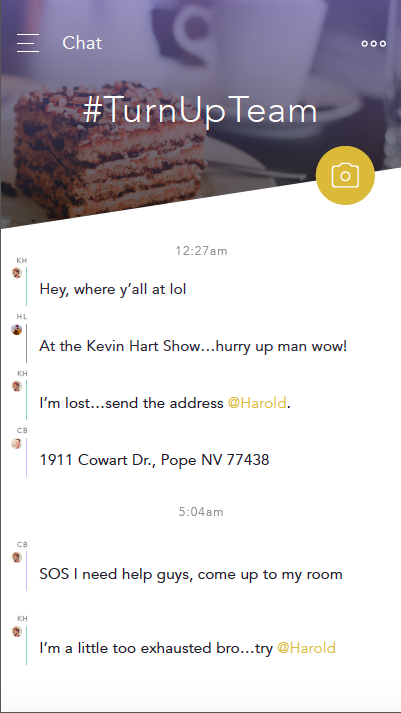 Chat
#TurnUpTeam
12:27am
KH
Hey, where y’all at lol
HL
At the Kevin Hart Show...hurry up man wow!
KH
I’m lost...send the address @Harold.
CB
1911 Cowart Dr., Pope NV 77438
5:04am
CB
SOS I need help guys, come up to my room
KH
I’m a little too exhausted bro...try @Harold